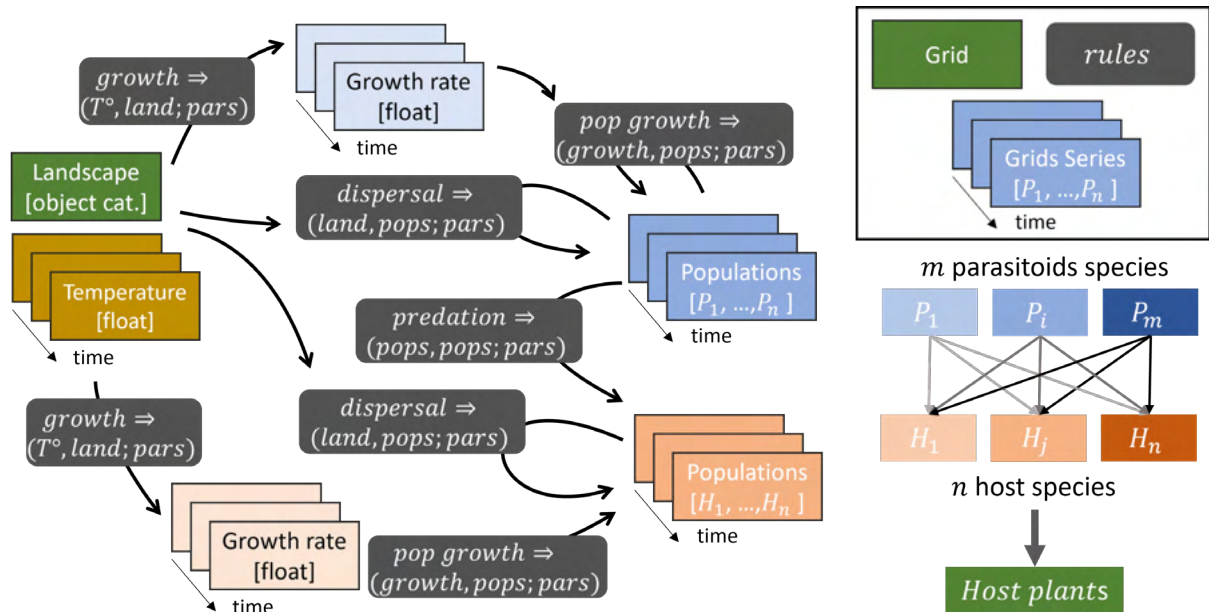 growth ⇒
(T°, land; pars)
Growth rate
[float]
time
pop growth ⇒
(growth, pops; pars)
Landscape
[object cat.]
dispersal ⇒
(land, pops; pars)
Temperature
[float]
time
Populations
[P₁, …,Pₙ ]
time
predation ⇒
(pops, pops; pars)
growth ⇒
(T°, land; pars)
dispersal ⇒
(land, pops; pars)
Populations
[H₁, …,Hₙ ]
time
Growth rate
[float]
time
pop growth ⇒
(growth, pops; pars)
Grid
rules
Grids Series
[P₁, …,Pₙ ]
time
m parasitoids species
P₁ Pᵢ Pₘ
H₁ Hⱼ Hₙ
n host species
Host plants